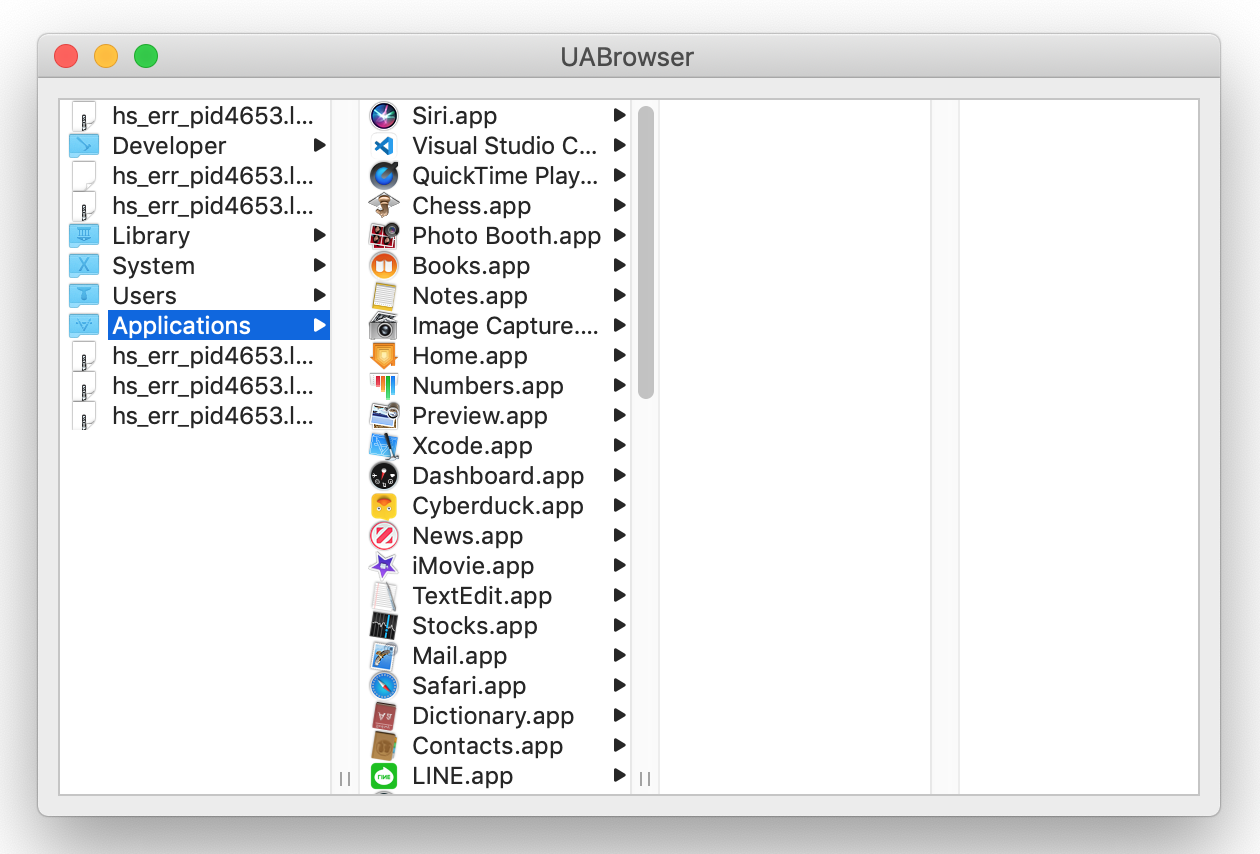 UABrowser
hs_err_pid4653.l...
Developer
hs_err_pid4653.l...
hs_err_pid4653.l...
Library
System
Users
Applications
hs_err_pid4653.l...
hs_err_pid4653.l...
hs_err_pid4653.l...
Siri.app
Visual Studio C...
QuickTime Play...
Chess.app
Photo Booth.app
Books.app
Notes.app
Image Capture....
Home.app
Numbers.app
Preview.app
Xcode.app
Dashboard.app
Cyberduck.app
News.app
iMovie.app
TextEdit.app
Stocks.app
Mail.app
Safari.app
Dictionary.app
Contacts.app
LINE.app